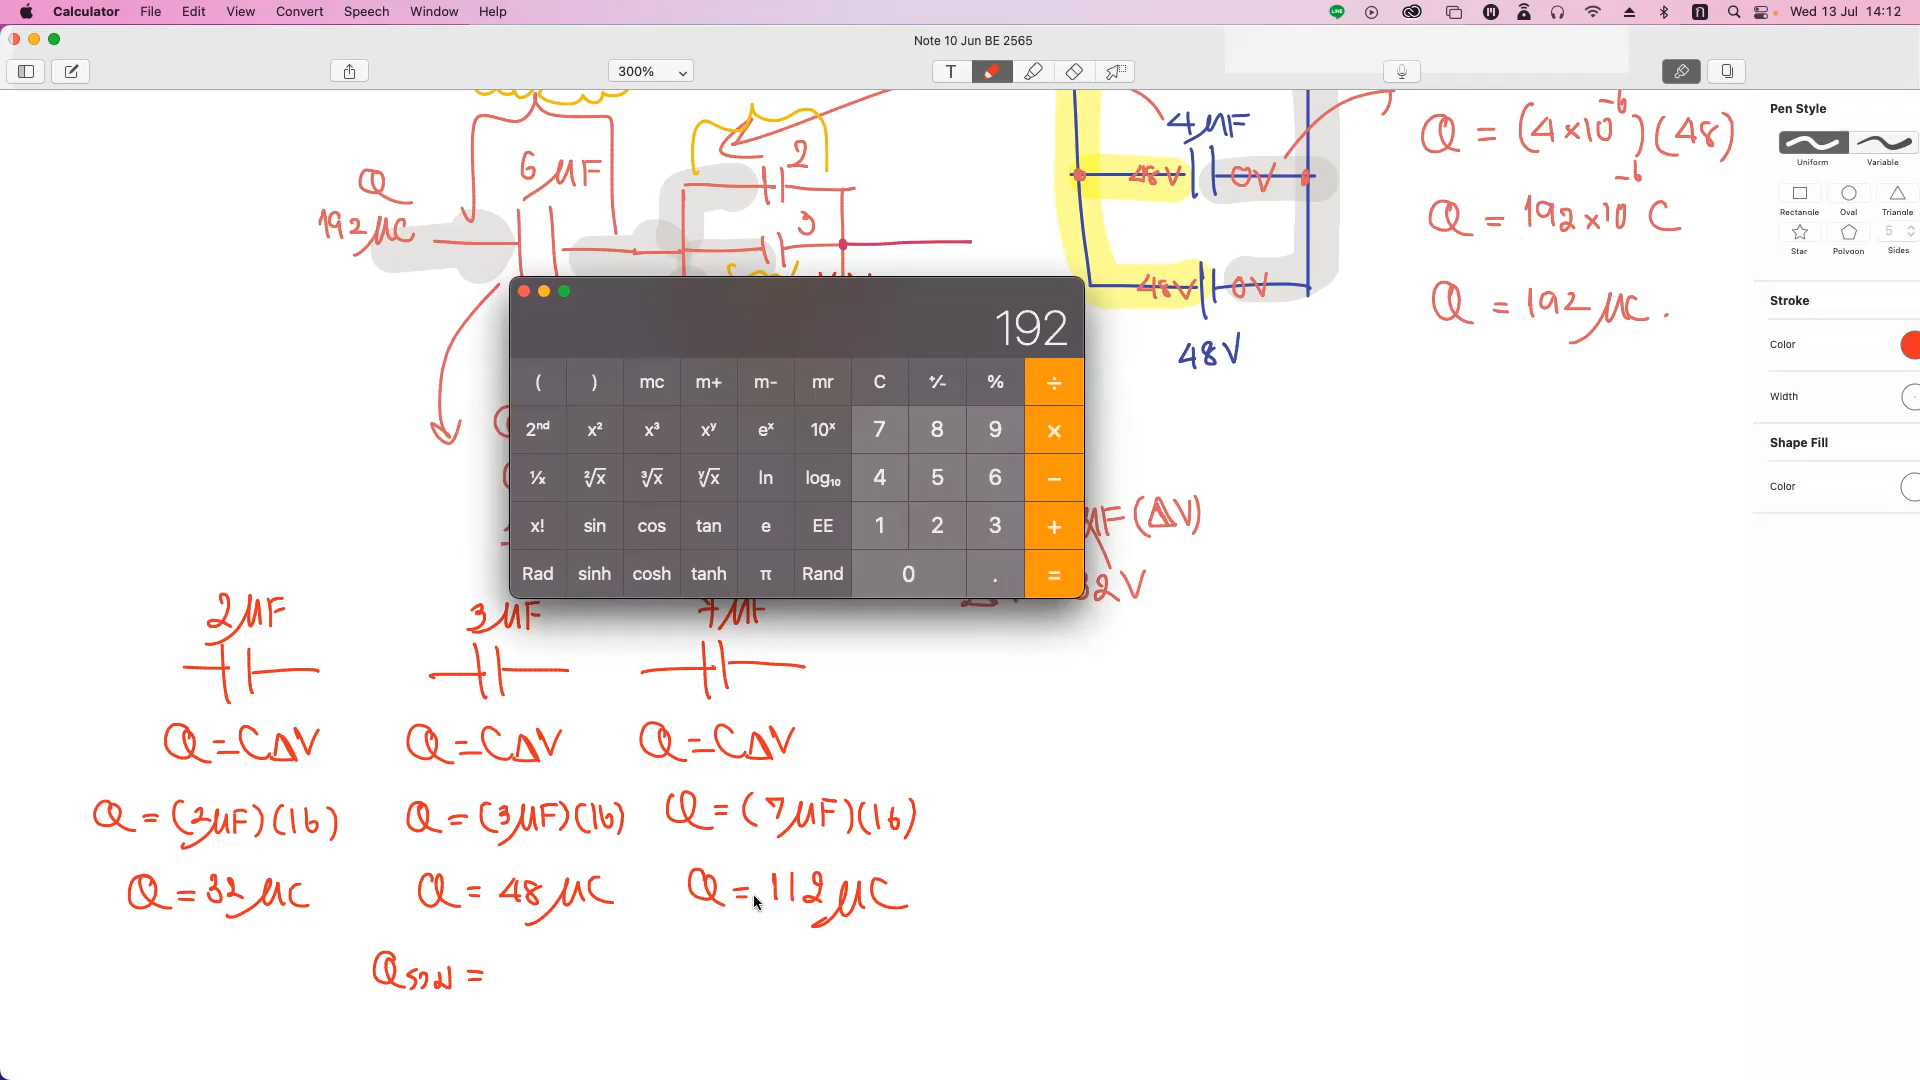 Calculator File Edit View Convert Speech Window Help
Wed 13 Jul 14:12
Note 10 Jun BE 2565
300%
T
Pen Style
Uniform Variable
Rectangle Oval Triangle
5
Star Polygon Sides
Stroke
Color
Width
Shape Fill
Color
Q
192 μC
6 μF
2
3
4 μF
48V 0V
48V 0V
48V
Q = (4×10⁻⁶)(48)
Q = 192×10⁻⁶ C
Q = 192 μC.
192
( ) mc m+ m- mr C ⁺⁄₋ % ÷
2ⁿᵈ x² x³ xʸ eˣ 10ˣ 7 8 9 ×
¹⁄ₓ ²√x ³√x ʸ√x ln log₁₀ 4 5 6 −
x! sin cos tan e EE 1 2 3 +
Rad sinh cosh tanh π Rand 0 . =
μF (ΔV)
32 V
2 μF 3 μF 7 μF
Q = CΔV Q = CΔV Q = CΔV
Q = (2μF)(16) Q = (3μF)(16) Q = (7μF)(16)
Q = 32 μC Q = 48 μC Q = 112 μC
Qรวม =